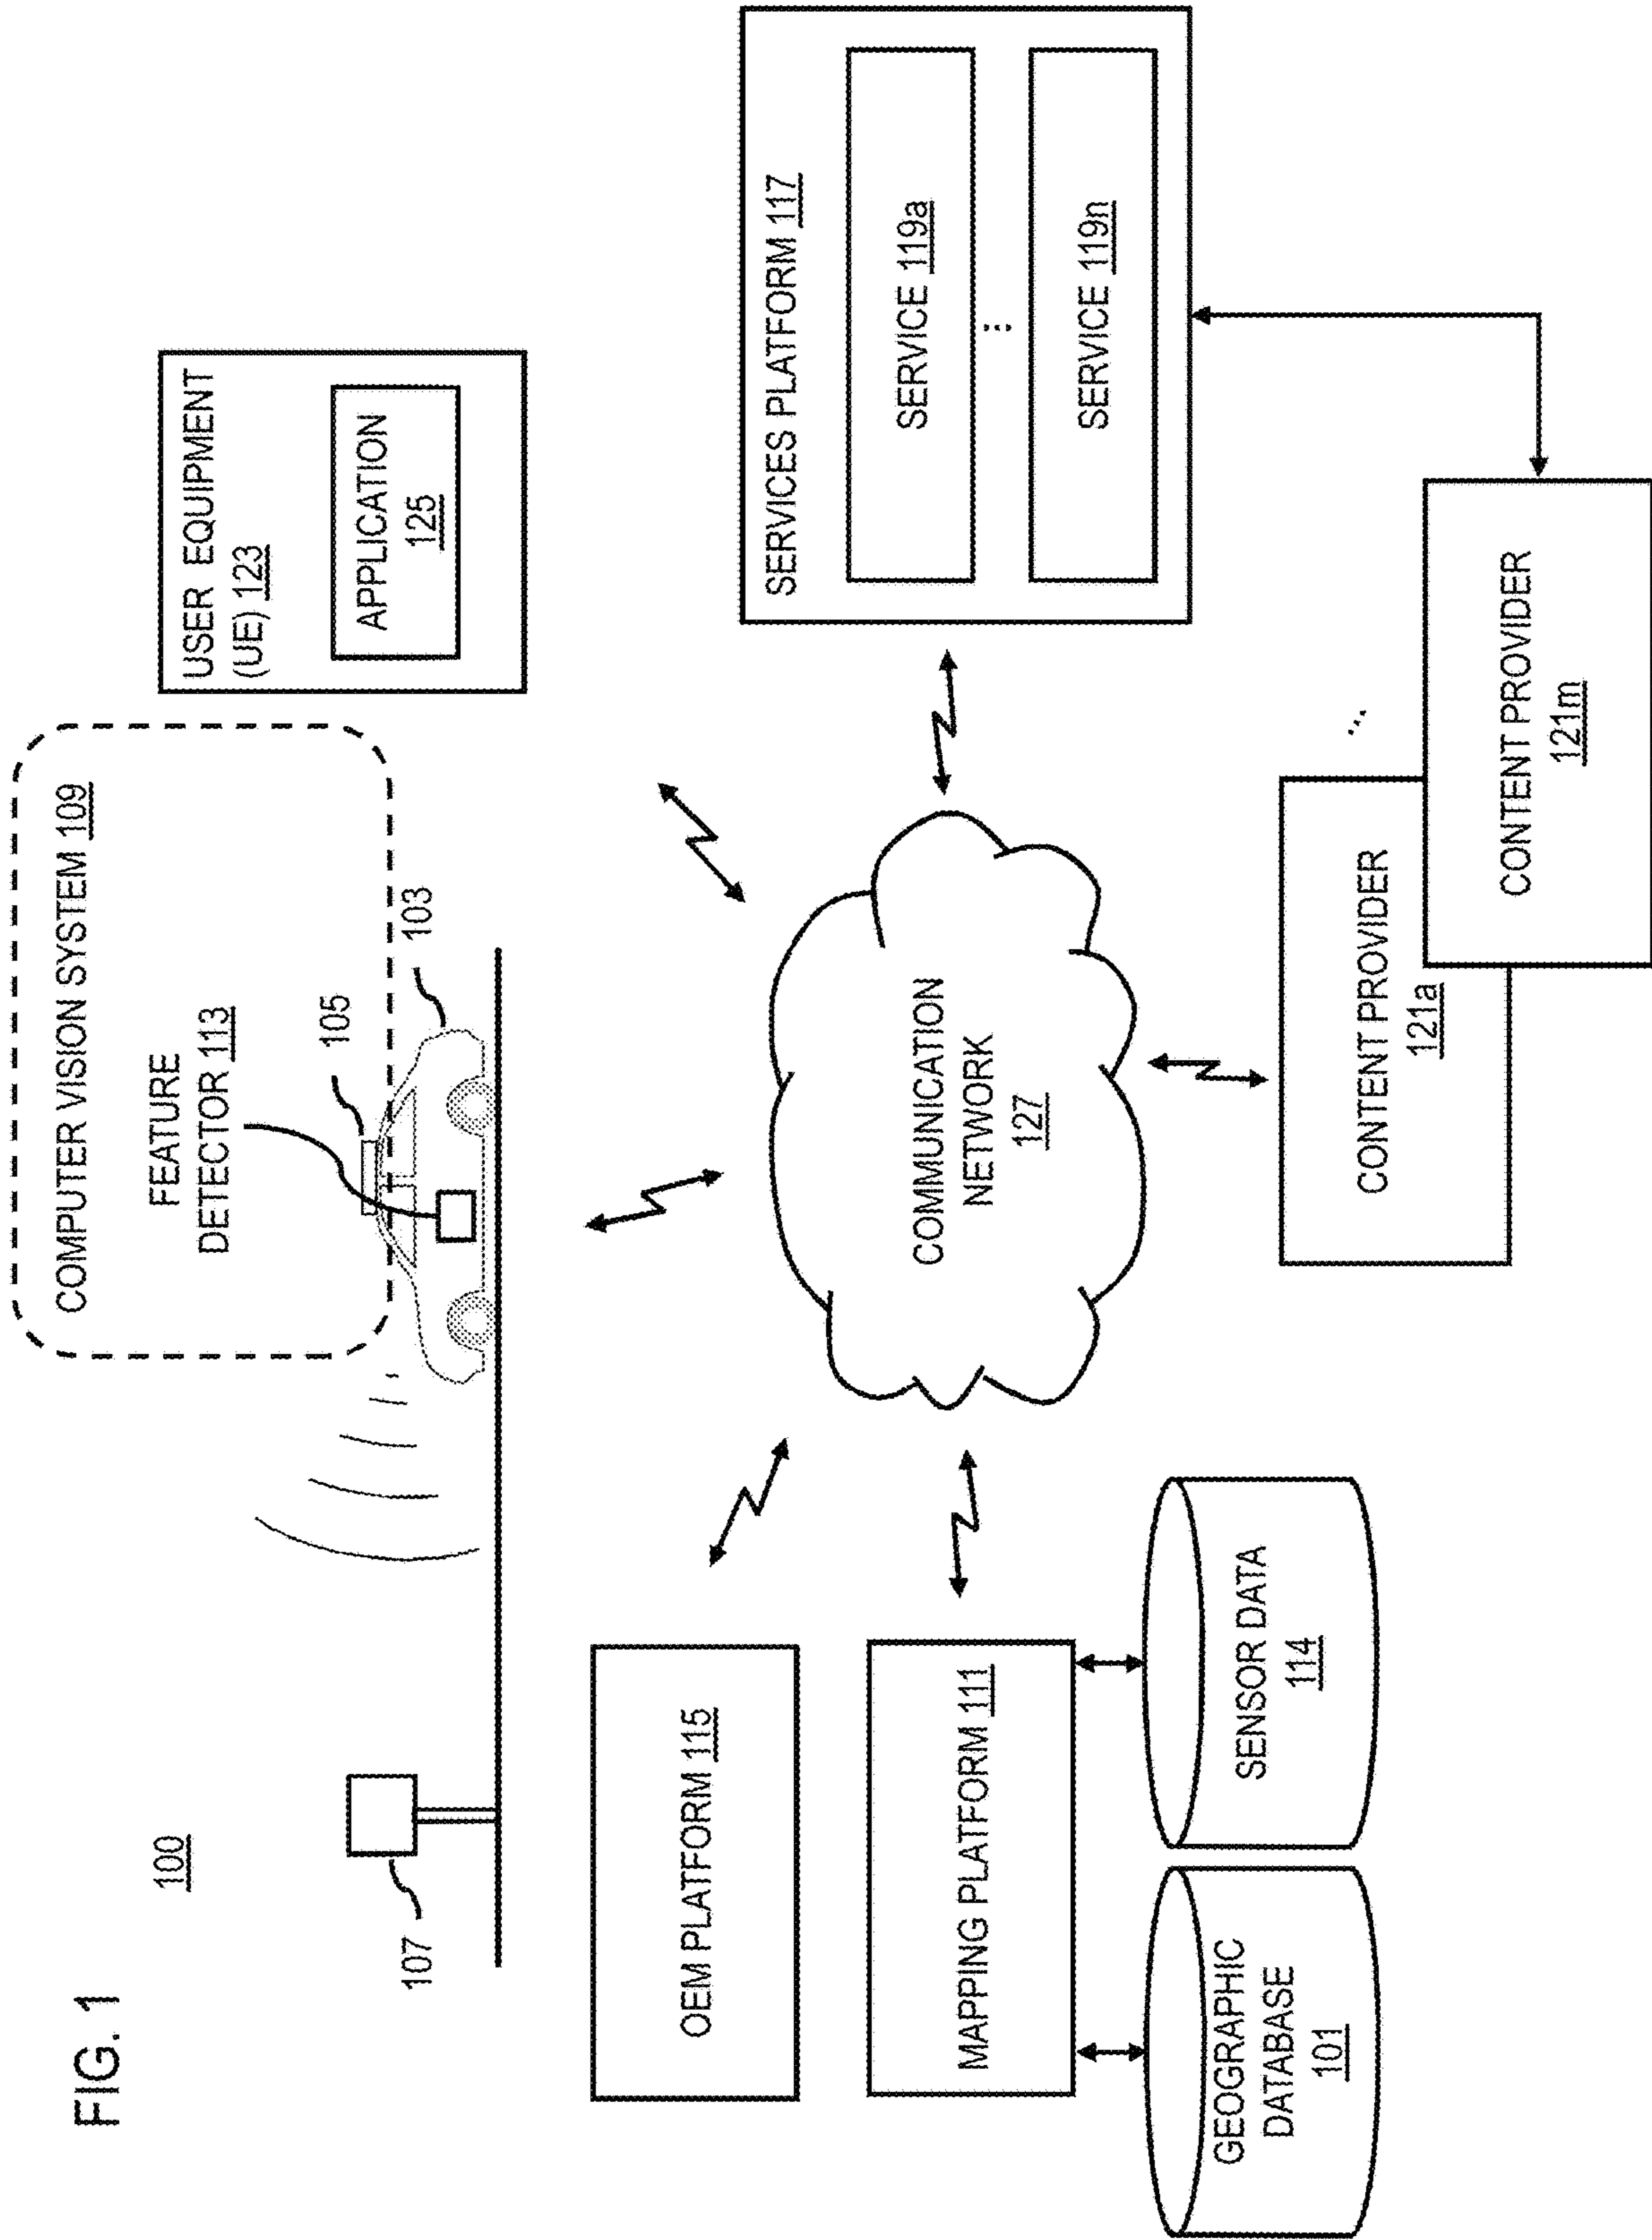 FIG. 1
100
107
COMPUTER VISION SYSTEM 109
FEATURE
DETECTOR 113
105
103
USER EQUIPMENT
(UE) 123
APPLICATION
125
OEM PLATFORM 115
MAPPING PLATFORM 111
GEOGRAPHIC
DATABASE
101
SENSOR DATA
114
COMMUNICATION
NETWORK
127
SERVICES PLATFORM 117
SERVICE 119a
...
SERVICE 119n
CONTENT PROVIDER
121a
...
CONTENT PROVIDER
121m